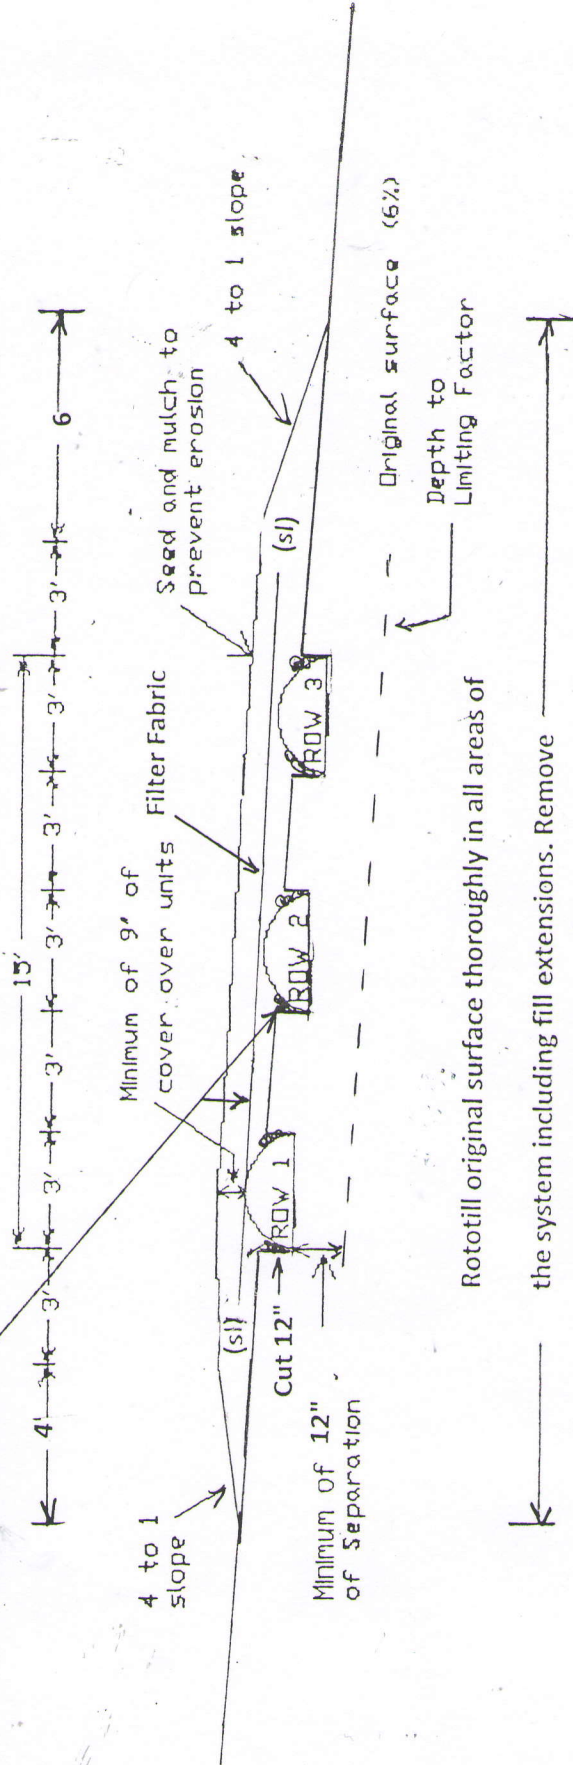 15'
4' 3' 3' 3' 3' 3' 3' 3' 6
4 to 1
slope
Minimum of 9" of
cover over units
Filter Fabric
Seed and mulch to
prevent erosion
4 to 1 slope
(sl)
(sl)
ROW 1
ROW 2
ROW 3
Cut 12"
Minimum of 12"
of Separation
Original surface (6%)
Depth to
Limiting Factor
Rototill original surface thoroughly in all areas of
the system including fill extensions. Remove